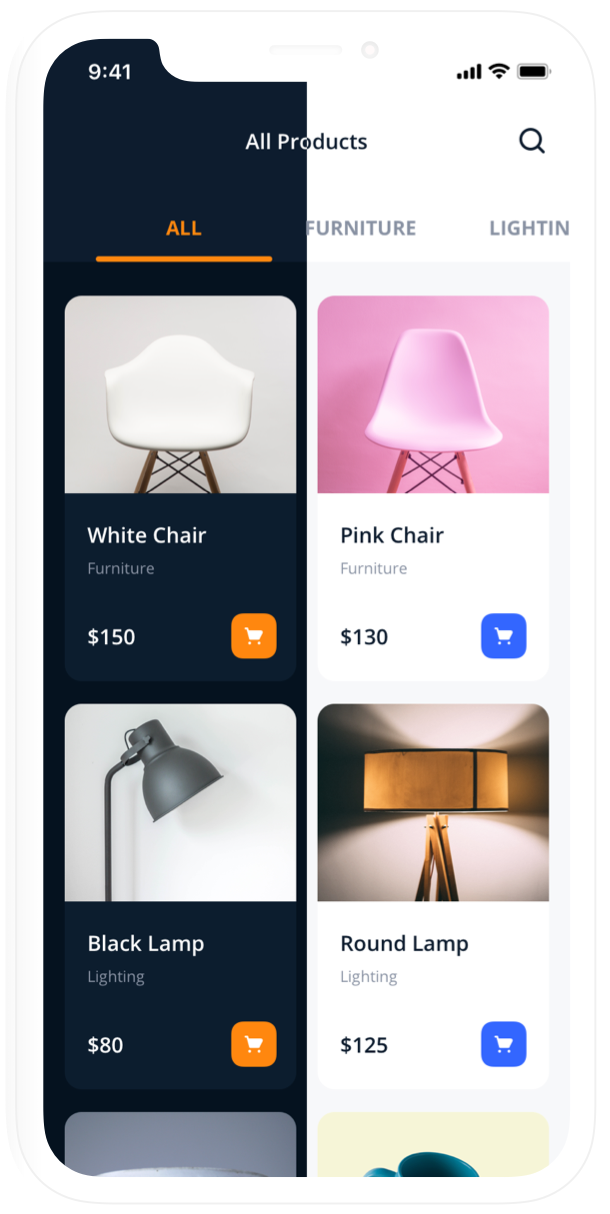 9:41
All Products
ALL FURNITURE LIGHTIN
White Chair
Furniture
$150
Pink Chair
Furniture
$130
Black Lamp
Lighting
$80
Round Lamp
Lighting
$125